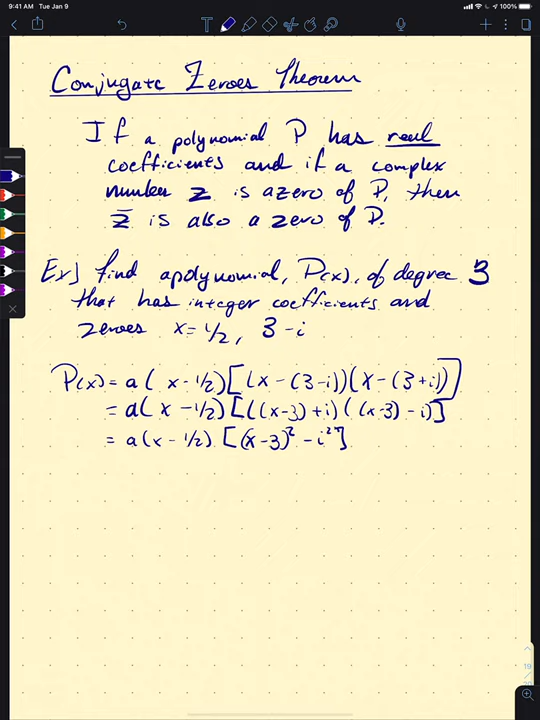 9:41 AM Tue Jan 9
100%
Conjugate Zeroes Theorem
If a polynomial P has real
coefficients and if a complex
number z is a zero of P, then
z̅ is also a zero of P.
Ex] find a polynomial, P(x), of degree 3
that has integer coefficients and
zeroes x = 1/2, 3 - i
P(x) = a(x - 1/2)[(x - (3 - i))(x - (3 + i))]
= a(x - 1/2)[((x-3) + i)((x-3) - i)]
= a(x - 1/2)[(x - 3)² - i²]
19